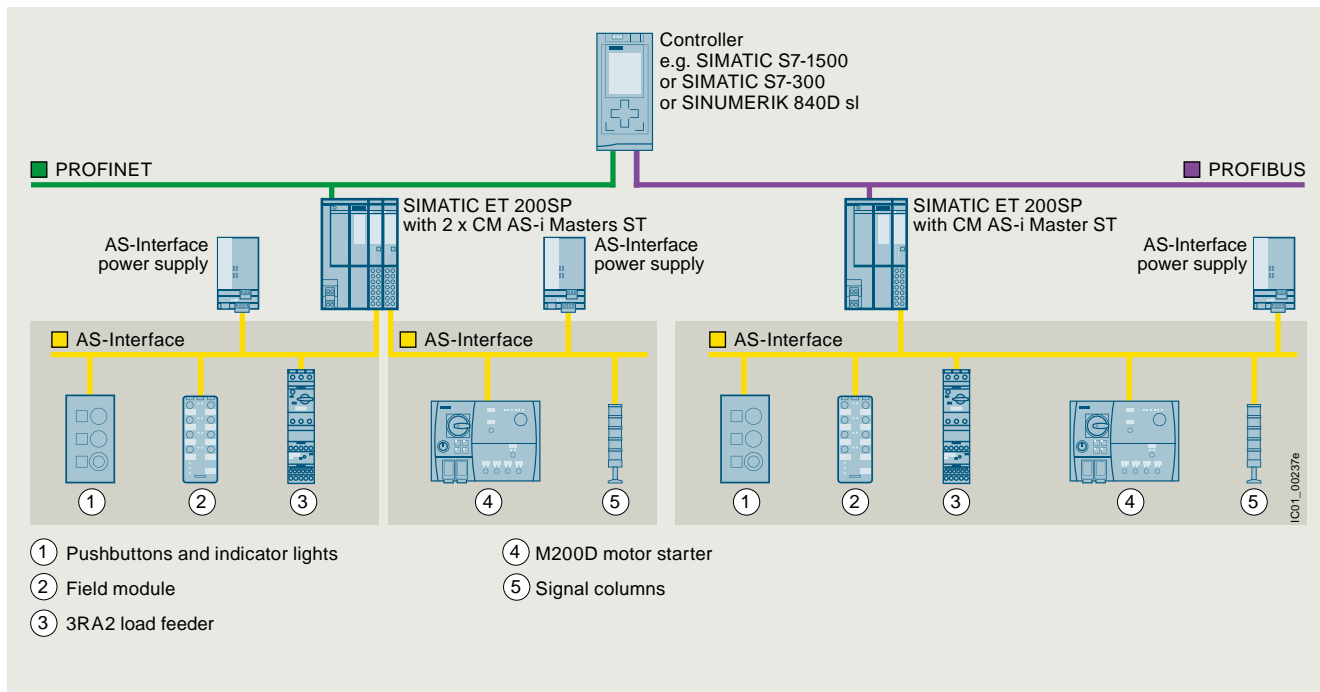 Controller
e.g. SIMATIC S7-1500
or SIMATIC S7-300
or SINUMERIK 840D sl
PROFINET
PROFIBUS
SIMATIC ET 200SP
with 2 x CM AS-i Masters ST
SIMATIC ET 200SP
with CM AS-i Master ST
AS-Interface
power supply
AS-Interface
power supply
AS-Interface
power supply
AS-Interface
AS-Interface
AS-Interface
1
2
3
4
5
1
2
3
4
5
IC01_00237e
1 Pushbuttons and indicator lights
2 Field module
3 3RA2 load feeder
4 M200D motor starter
5 Signal columns